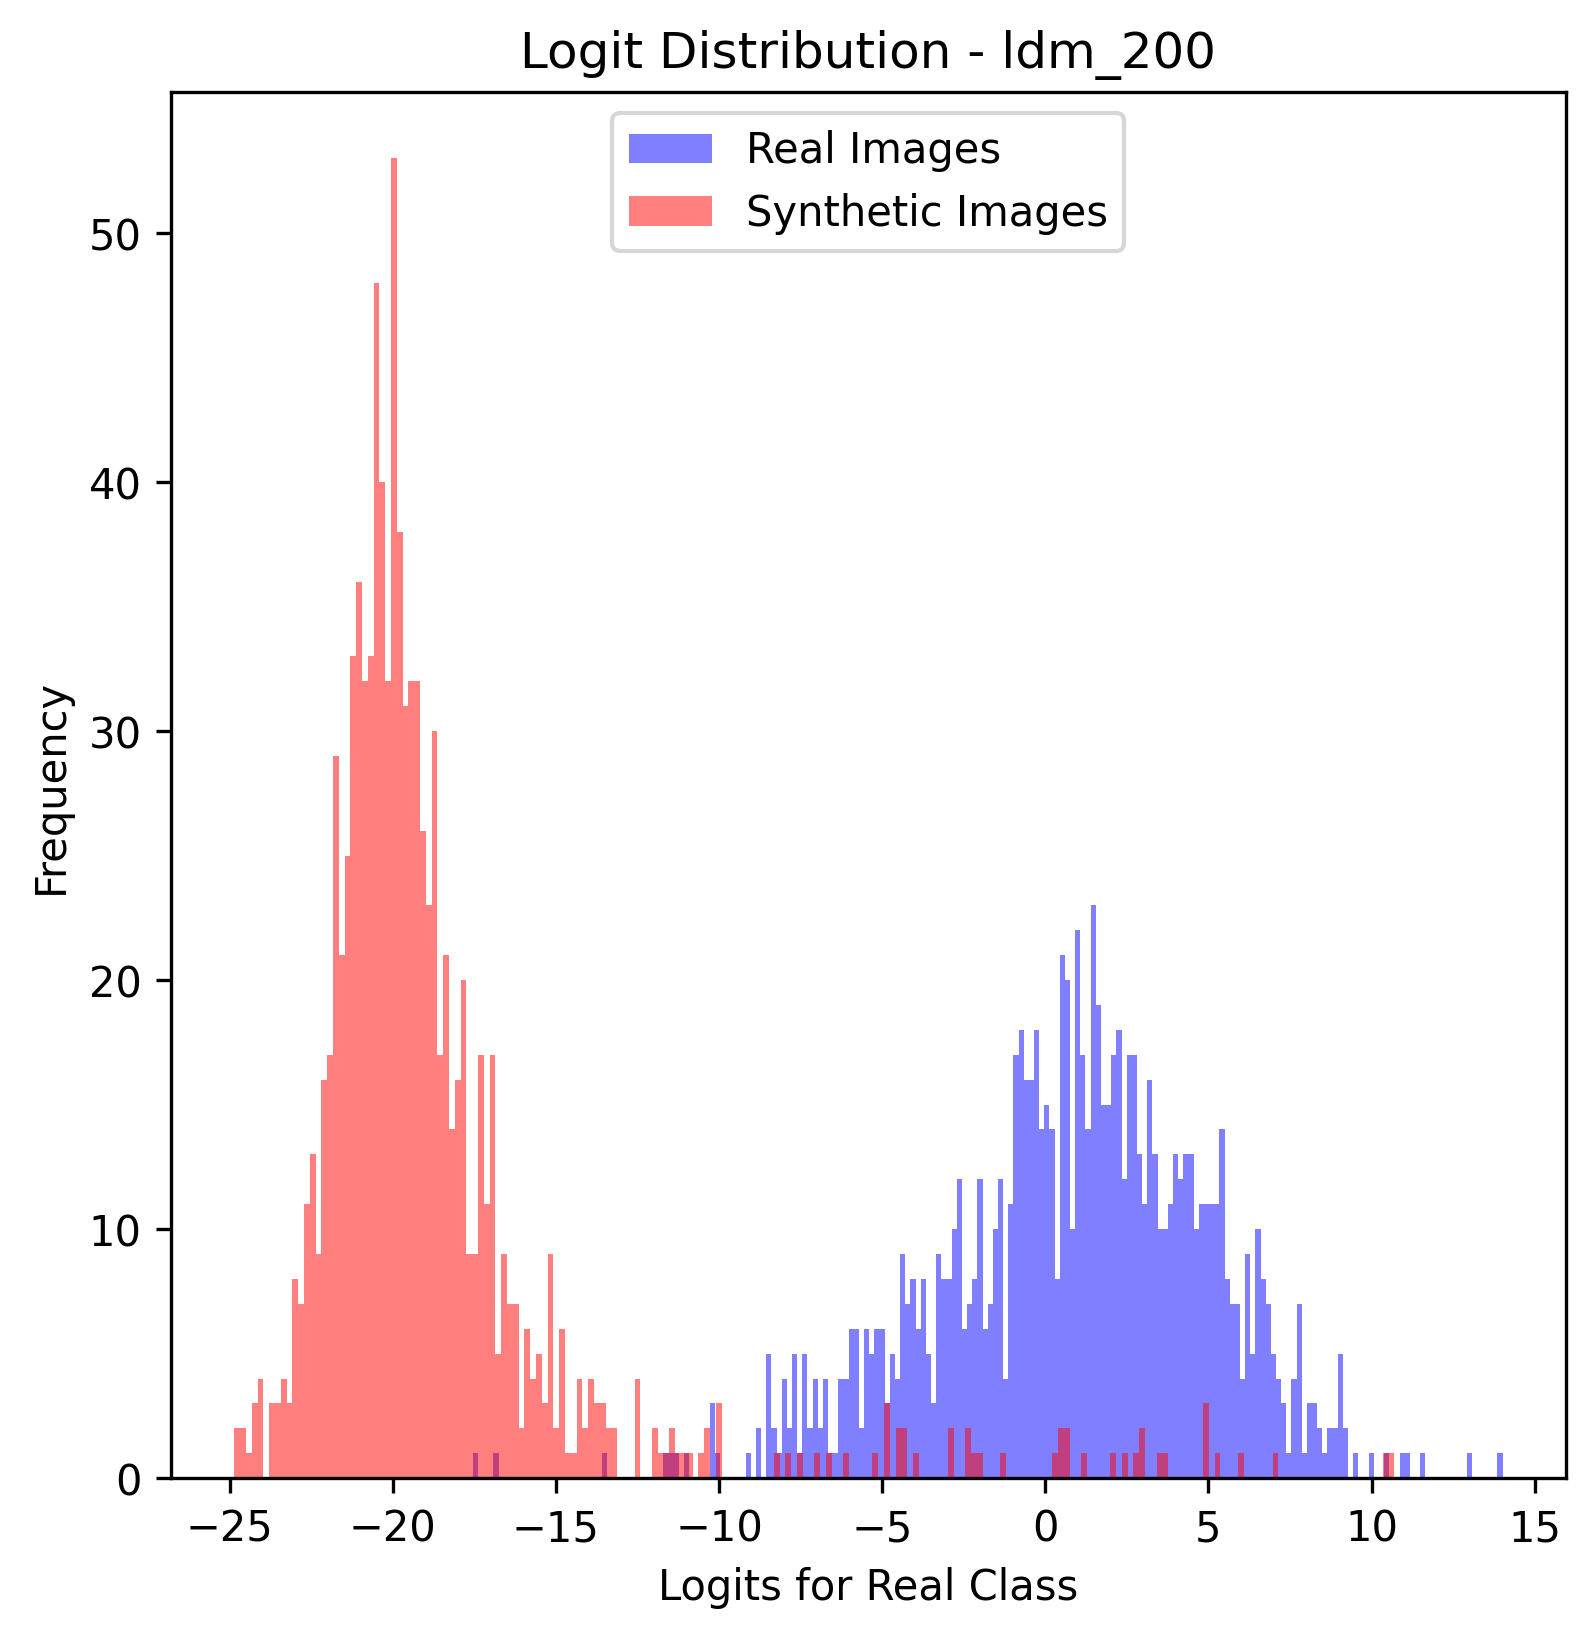 Logit Distribution - ldm_200
Real Images
Synthetic Images
Frequency
50
40
30
20
10
0
−25 −20 −15 −10 −5 0 5 10 15
Logits for Real Class